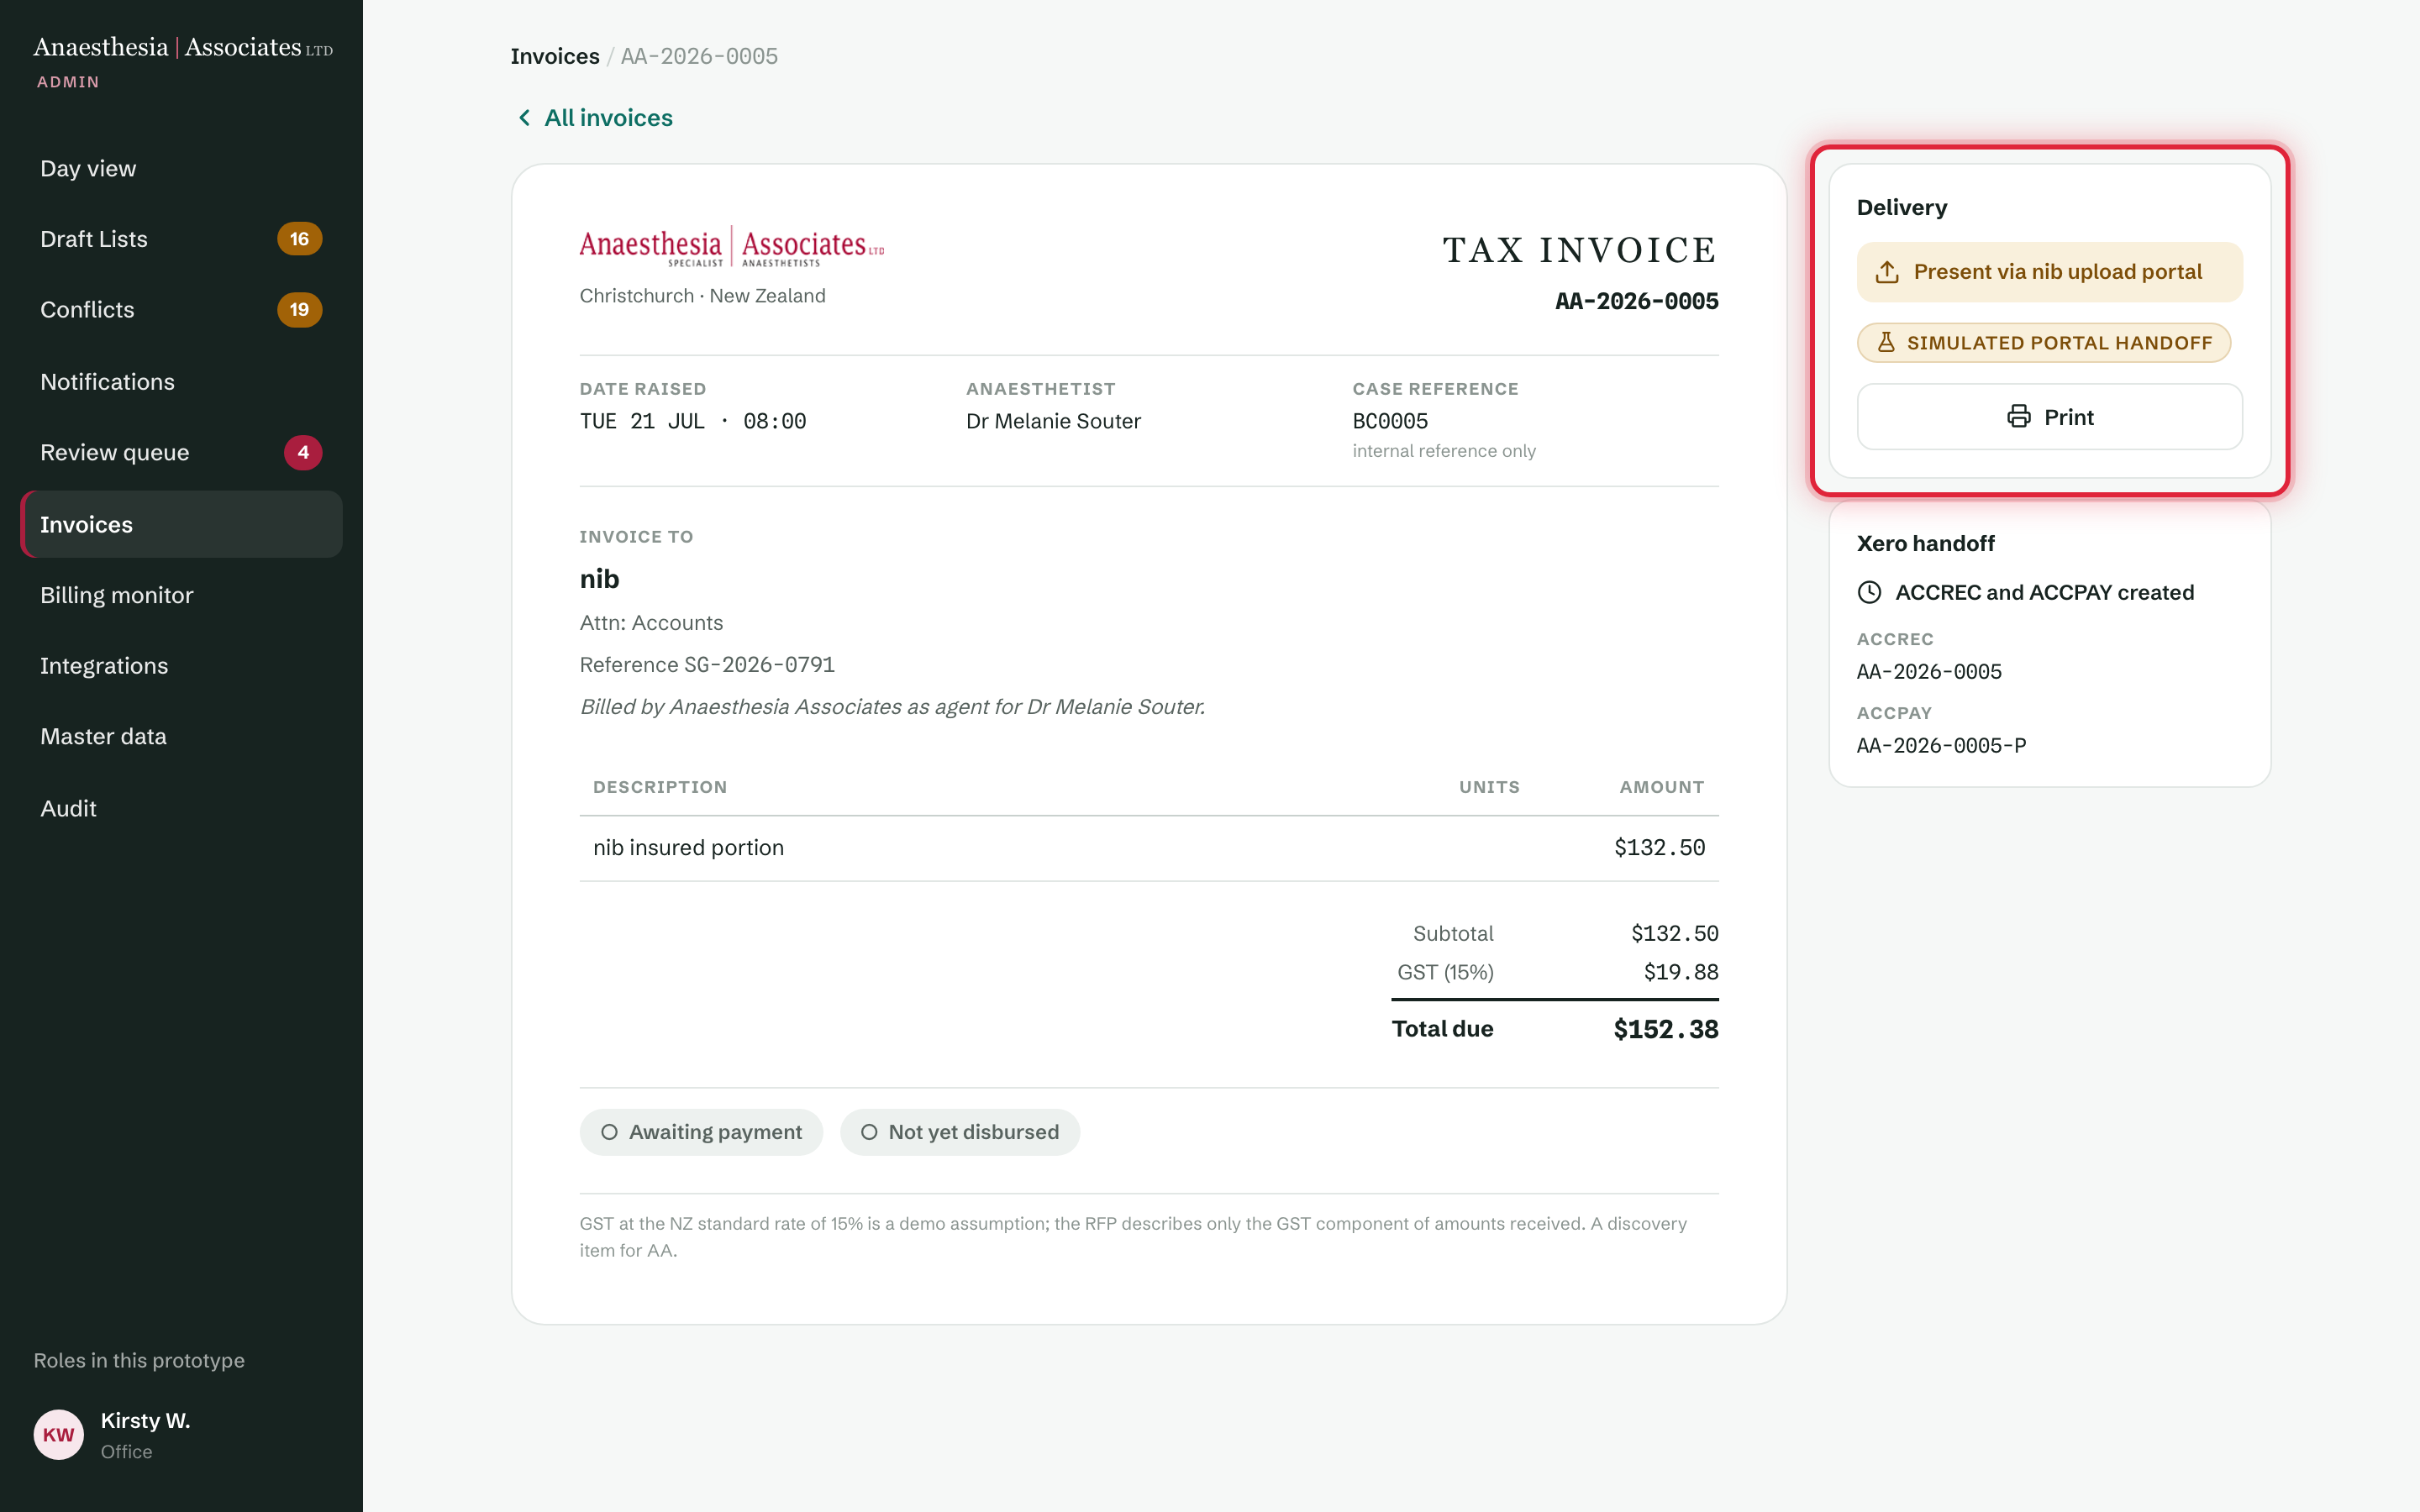 Anaesthesia | Associates LTD
ADMIN
Day view
Draft Lists 16
Conflicts 19
Notifications
Review queue 4
Invoices
Billing monitor
Integrations
Master data
Audit
Roles in this prototype
KW
Kirsty W.
Office
Invoices / AA-2026-0005
All invoices
Anaesthesia | Associates LTD
SPECIALIST ANAESTHETISTS
Christchurch · New Zealand
TAX INVOICE
AA-2026-0005
DATE RAISED
TUE 21 JUL · 08:00
ANAESTHETIST
Dr Melanie Souter
CASE REFERENCE
BC0005
internal reference only
INVOICE TO
nib
Attn: Accounts
Reference SG-2026-0791
Billed by Anaesthesia Associates as agent for Dr Melanie Souter.
DESCRIPTION UNITS AMOUNT
nib insured portion $132.50
Subtotal $132.50
GST (15%) $19.88
Total due $152.38
Awaiting payment
Not yet disbursed
GST at the NZ standard rate of 15% is a demo assumption; the RFP describes only the GST component of amounts received. A discovery
item for AA.
Delivery
Present via nib upload portal
SIMULATED PORTAL HANDOFF
Print
Xero handoff
ACCREC and ACCPAY created
ACCREC
AA-2026-0005
ACCPAY
AA-2026-0005-P